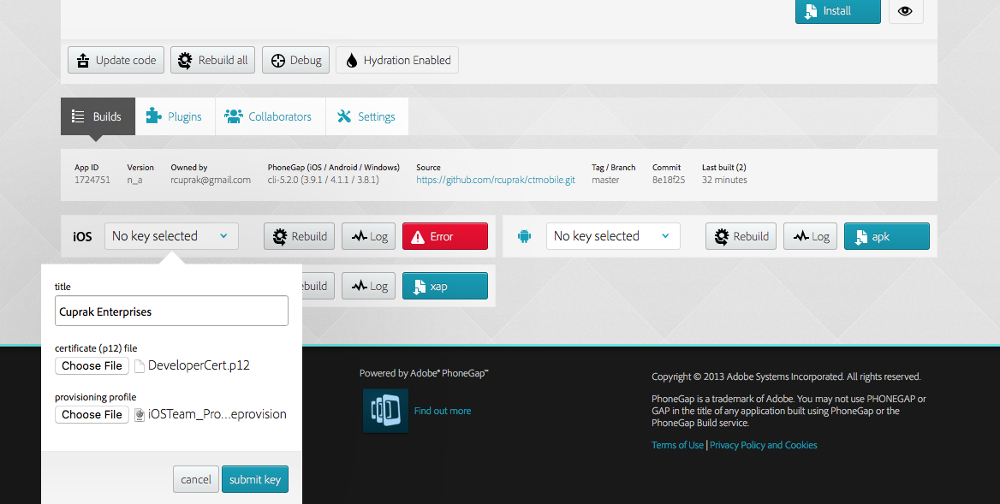 Install
Update code
Rebuild all
Debug
Hydration Enabled
Builds
Plugins
Collaborators
Settings
App ID
1724751
Version
n_a
Owned by
rcuprak@gmail.com
PhoneGap (iOS / Android / Windows)
cli-5.2.0 (3.9.1 / 4.1.1 / 3.8.1)
Source
https://github.com/rcuprak/ctmobile.git
Tag / Branch
master
Commit
8e18f25
Last built (2)
32 minutes
iOS
No key selected
Rebuild
Log
Error
No key selected
Rebuild
Log
apk
ebuild
Log
xap
title
Cuprak Enterprises
certificate (p12) file
Choose File
DeveloperCert.p12
provisioning profile
Choose File
iOSTeam_Pro...eprovision
cancel
submit key
Powered by Adobe® PhoneGap™
Find out more
Copyright © 2013 Adobe Systems Incorporated. All rights reserved.
PhoneGap is a trademark of Adobe. You may not use PHONEGAP or
GAP in the title of any application built using PhoneGap or the
PhoneGap Build service.
Terms of Use | Privacy Policy and Cookies